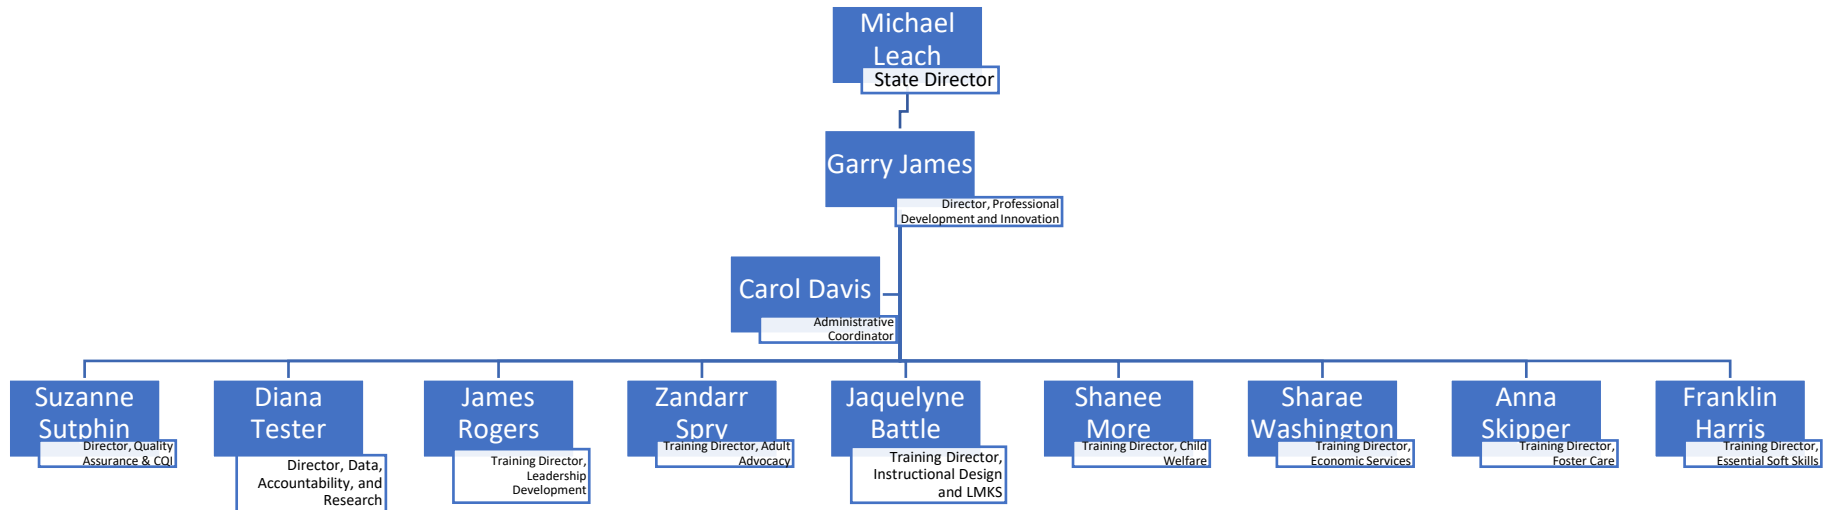 Michael
Leach
State Director
Garry James
Director, Professional
Development and Innovation
Carol Davis
Administrative
Coordinator
Suzanne
Sutphin
Director, Quality
Assurance & CQI
Diana
Tester
Director, Data,
Accountability, and
Research
James
Rogers
Training Director,
Leadership
Development
Zandarr
Spry
Training Director, Adult
Advocacy
Jaquelyne
Battle
Training Director,
Instructional Design
and LMKS
Shanee
More
Training Director, Child
Welfare
Sharae
Washington
Training Director,
Economic Services
Anna
Skipper
Training Director,
Foster Care
Franklin
Harris
Training Director,
Essential Soft Skills